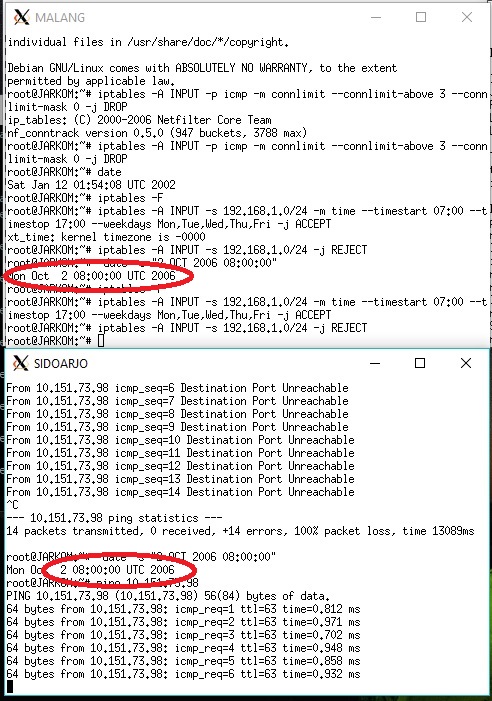 MALANG
individual files in /usr/share/doc/*/copyright.
Debian GNU/Linux comes with ABSOLUTELY NO WARRANTY, to the extent
permitted by applicable law.
root@JARKOM:~# iptables -A INPUT -p icmp -m connlimit --connlimit-above 3 --conn
limit-mask 0 -j DROP
ip_tables: (C) 2000-2006 Netfilter Core Team
nf_conntrack version 0.5.0 (947 buckets, 3788 max)
root@JARKOM:~# iptables -A INPUT -p icmp -m connlimit --connlimit-above 3 --conn
limit-mask 0 -j DROP
root@JARKOM:~# date
Sat Jan 12 01:54:08 UTC 2002
root@JARKOM:~# iptables -F
root@JARKOM:~# iptables -A INPUT -s 192.168.1.0/24 -m time --timestart 07:00 --t
imestop 17:00 --weekdays Mon,Tue,Wed,Thu,Fri -j ACCEPT
xt_time: kernel timezone is -0000
root@JARKOM:~# iptables -A INPUT -s 192.168.1.0/24 -j REJECT
"2 OCT 2006 08:00:00"
Mon Oct  2 08:00:00 UTC 2006
root@JARKOM:~# iptables -A INPUT -s 192.168.1.0/24 -m time --timestart 07:00 --t
imestop 17:00 --weekdays Mon,Tue,Wed,Thu,Fri -j ACCEPT
root@JARKOM:~# iptables -A INPUT -s 192.168.1.0/24 -j REJECT
root@JARKOM:~#
SIDOARJO
From 10.151.73.98 icmp_seq=6 Destination Port Unreachable
From 10.151.73.98 icmp_seq=7 Destination Port Unreachable
From 10.151.73.98 icmp_seq=8 Destination Port Unreachable
From 10.151.73.98 icmp_seq=9 Destination Port Unreachable
From 10.151.73.98 icmp_seq=10 Destination Port Unreachable
From 10.151.73.98 icmp_seq=11 Destination Port Unreachable
From 10.151.73.98 icmp_seq=12 Destination Port Unreachable
From 10.151.73.98 icmp_seq=13 Destination Port Unreachable
From 10.151.73.98 icmp_seq=14 Destination Port Unreachable
^C
--- 10.151.73.98 ping statistics ---
14 packets transmitted, 0 received, +14 errors, 100% packet loss, time 13089ms
root@JARKOM:~# date "2 OCT 2006 08:00:00"
Mon Oct  2 08:00:00 UTC 2006
root@JARKOM:~# ping 10.151.73.98
PING 10.151.73.98 (10.151.73.98) 56(84) bytes of data.
64 bytes from 10.151.73.98: icmp_req=1 ttl=63 time=0.812 ms
64 bytes from 10.151.73.98: icmp_req=2 ttl=63 time=0.971 ms
64 bytes from 10.151.73.98: icmp_req=3 ttl=63 time=0.702 ms
64 bytes from 10.151.73.98: icmp_req=4 ttl=63 time=0.948 ms
64 bytes from 10.151.73.98: icmp_req=5 ttl=63 time=0.858 ms
64 bytes from 10.151.73.98: icmp_req=6 ttl=63 time=0.932 ms